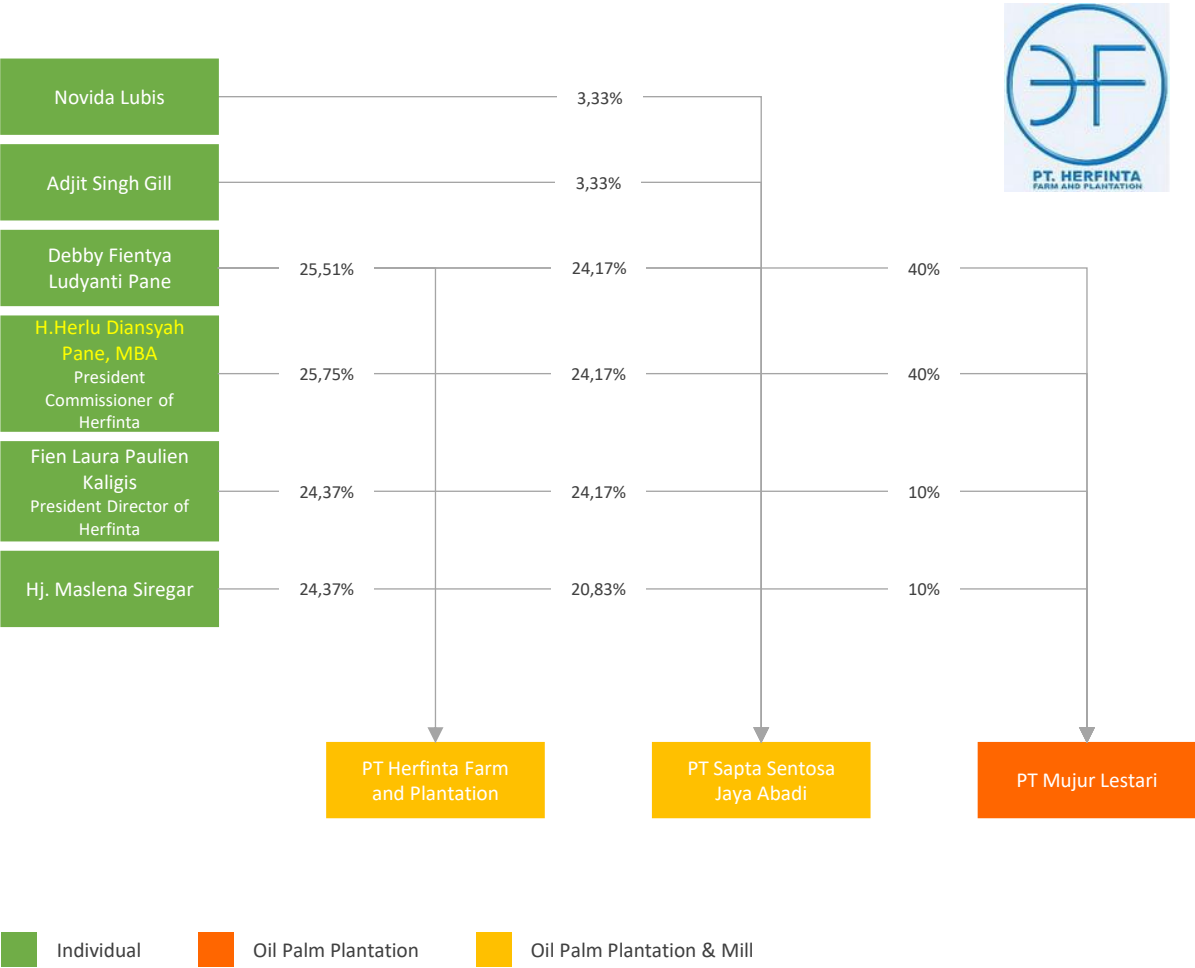 PT. HERFINTA
FARM AND PLANTATION
Novida Lubis
3,33%
Adjit Singh Gill
3,33%
Debby Fientya
Ludyanti Pane
25,51%
24,17%
40%
H.Herlu Diansyah
Pane, MBA
President
Commissioner of
Herfinta
25,75%
24,17%
40%
Fien Laura Paulien
Kaligis
President Director of
Herfinta
24,37%
24,17%
10%
Hj. Maslena Siregar
24,37%
20,83%
10%
PT Herfinta Farm
and Plantation
PT Sapta Sentosa
Jaya Abadi
PT Mujur Lestari
Individual
Oil Palm Plantation
Oil Palm Plantation & Mill